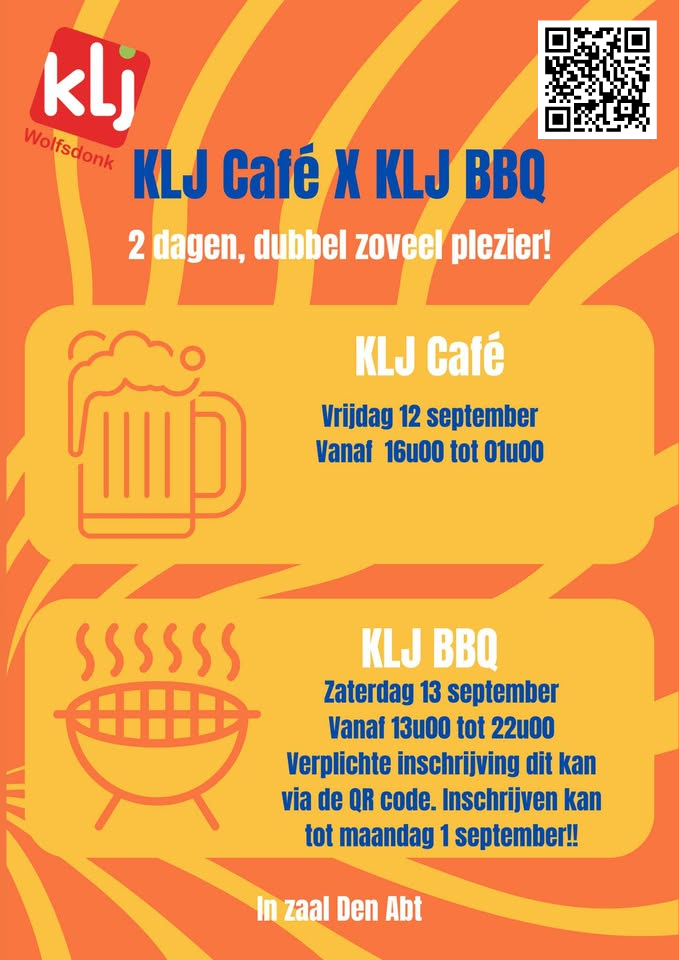 klj
Wolfsdonk
KLJ Café X KLJ BBQ
2 dagen, dubbel zoveel plezier!
KLJ Café
Vrijdag 12 september
Vanaf 16u00 tot 01u00
KLJ BBQ
Zaterdag 13 september
Vanaf 13u00 tot 22u00
Verplichte inschrijving dit kan
via de QR code. Inschrijven kan
tot maandag 1 september!!
In zaal Den Abt